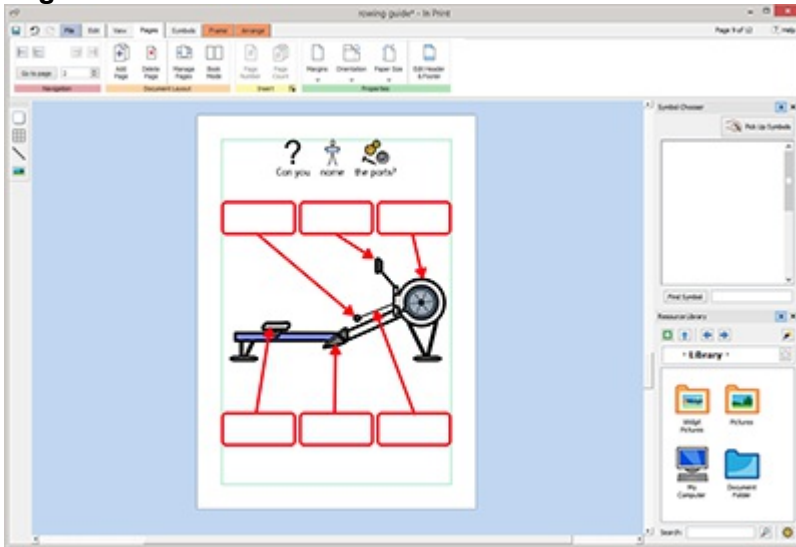 rowing guide* - In Print
File Edit View Pages Symbols Frame Arrange
Page 9 of 12 Help
Go to page 2
Add Page
Delete Page
Manage Pages
Book Mode
Page Number
Page Count
Margins
Orientation
Paper Size
Edit Header & Footer
Navigation
Document Layout
Insert
Properties
Can you name the parts?
Symbol Chooser
Pick Up Symbols
Find Symbol
Resource Library
Library
Widgit Pictures
Pictures
My Computer
Document Folder
Search: